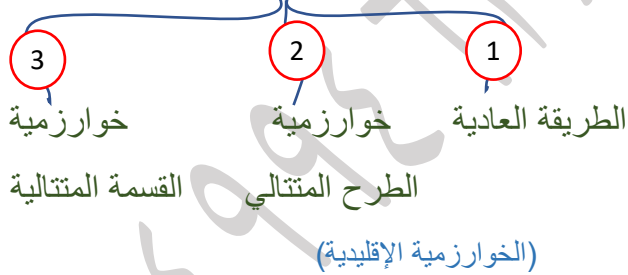 1 2 3
الطريقة العادية خوارزمية خوارزمية
الطرح المتتالي القسمة المتتالية
(الخوارزمية الإقليدية)